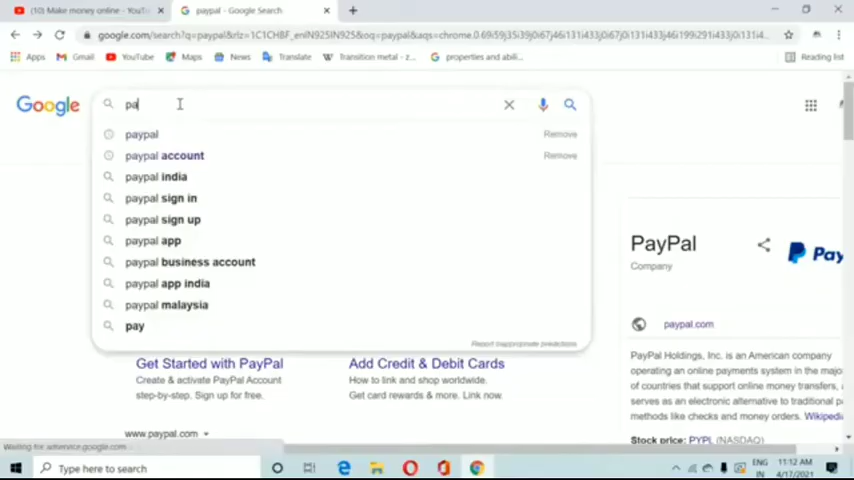 (10) Make money online - YouTub
paypal - Google Search
google.com/search?q=paypal&rlz=1C1CHBF_enIN925IN925&oq=paypal&aqs=chrome.0.69i59j35i39j0i67j46i131i433j0i67j0i131i433j46i199i291i433j0i131i4...
Apps Gmail YouTube Maps News Translate Transition metal - z... properties and abili... Reading list
Google
pa
paypal Remove
paypal account Remove
paypal india
paypal sign in
paypal sign up
paypal app
paypal business account
paypal app india
paypal malaysia
pay
Report inappropriate predictions
Get Started with PayPal
Create & activate PayPal Account
step-by-step. Sign up for free.
Add Credit & Debit Cards
How to link and shop worldwide.
Get card rewards & more. Link now.
www.paypal.com
PayPal
Company
Pay
paypal.com
PayPal Holdings, Inc. is an American company
operating an online payments system in the majo
of countries that support online money transfers,
serves as an electronic alternative to traditional p
methods like checks and money orders. Wikiped
Stock price: PYPL (NASDAQ)
Waiting for adservice.google.com...
Type here to search
ENG
IN
11:12 AM
4/17/2021